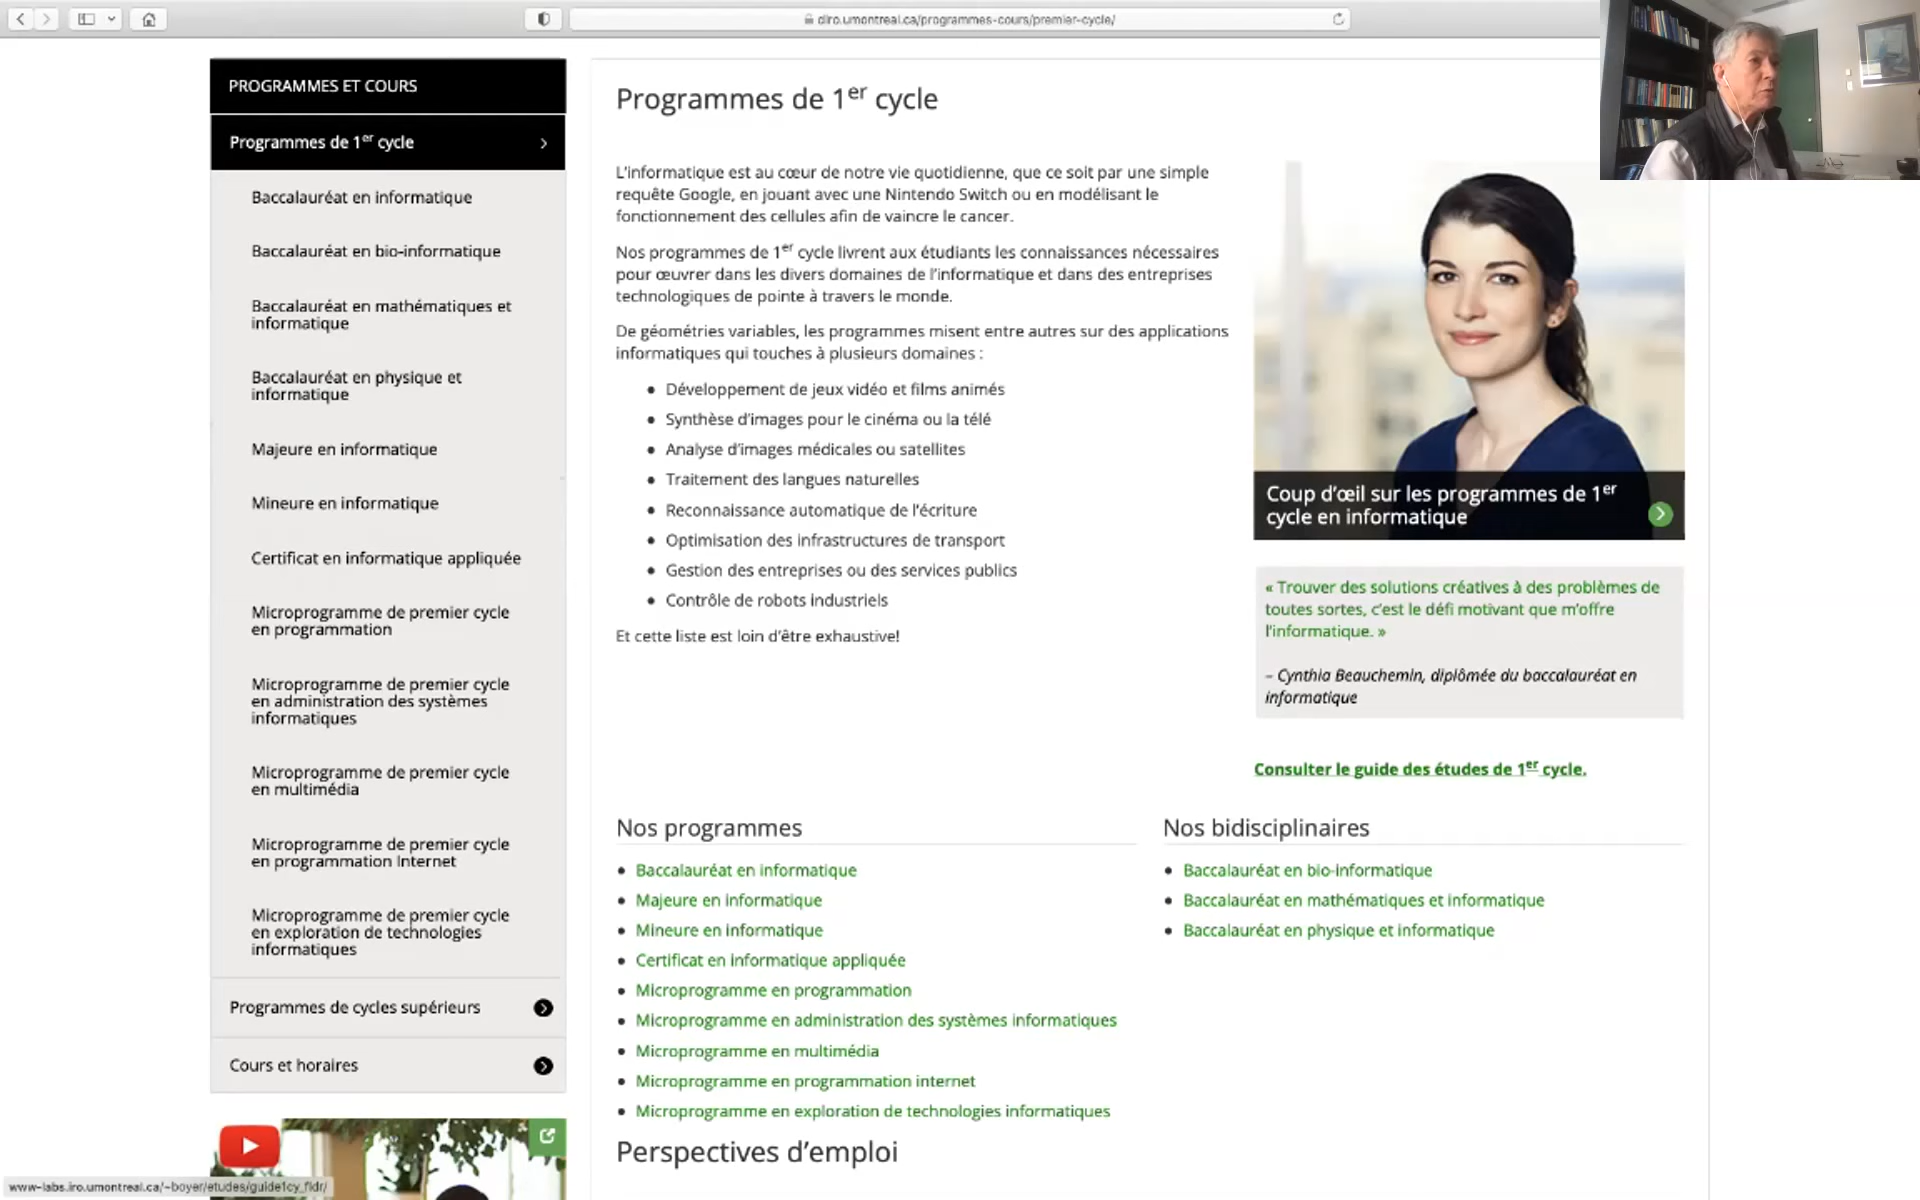 diro.umontreal.ca/programmes-cours/premier-cycle/
PROGRAMMES ET COURS
Programmes de 1er cycle
Baccalauréat en informatique
Baccalauréat en bio-informatique
Baccalauréat en mathématiques et
informatique
Baccalauréat en physique et
informatique
Majeure en informatique
Mineure en informatique
Certificat en informatique appliquée
Microprogramme de premier cycle
en programmation
Microprogramme de premier cycle
en administration des systèmes
informatiques
Microprogramme de premier cycle
en multimédia
Microprogramme de premier cycle
en programmation Internet
Microprogramme de premier cycle
en exploration de technologies
informatiques
Programmes de cycles supérieurs
Cours et horaires
Programmes de 1er cycle
L'informatique est au cœur de notre vie quotidienne, que ce soit par une simple
requête Google, en jouant avec une Nintendo Switch ou en modélisant le
fonctionnement des cellules afin de vaincre le cancer.
Nos programmes de 1er cycle livrent aux étudiants les connaissances nécessaires
pour œuvrer dans les divers domaines de l'informatique et dans des entreprises
technologiques de pointe à travers le monde.
De géométries variables, les programmes misent entre autres sur des applications
informatiques qui touches à plusieurs domaines :
• Développement de jeux vidéo et films animés
• Synthèse d'images pour le cinéma ou la télé
• Analyse d'images médicales ou satellites
• Traitement des langues naturelles
• Reconnaissance automatique de l'écriture
• Optimisation des infrastructures de transport
• Gestion des entreprises ou des services publics
• Contrôle de robots industriels
Et cette liste est loin d'être exhaustive!
Coup d'œil sur les programmes de 1er
cycle en informatique
« Trouver des solutions créatives à des problèmes de
toutes sortes, c'est le défi motivant que m'offre
l'informatique. »
– Cynthia Beauchemin, diplômée du baccalauréat en
informatique
Consulter le guide des études de 1er cycle.
Nos programmes
• Baccalauréat en informatique
• Majeure en informatique
• Mineure en informatique
• Certificat en informatique appliquée
• Microprogramme en programmation
• Microprogramme en administration des systèmes informatiques
• Microprogramme en multimédia
• Microprogramme en programmation internet
• Microprogramme en exploration de technologies informatiques
Nos bidisciplinaires
• Baccalauréat en bio-informatique
• Baccalauréat en mathématiques et informatique
• Baccalauréat en physique et informatique
Perspectives d'emploi
www-labs.iro.umontreal.ca/~boyer/etudes/guide1cy_fldr/